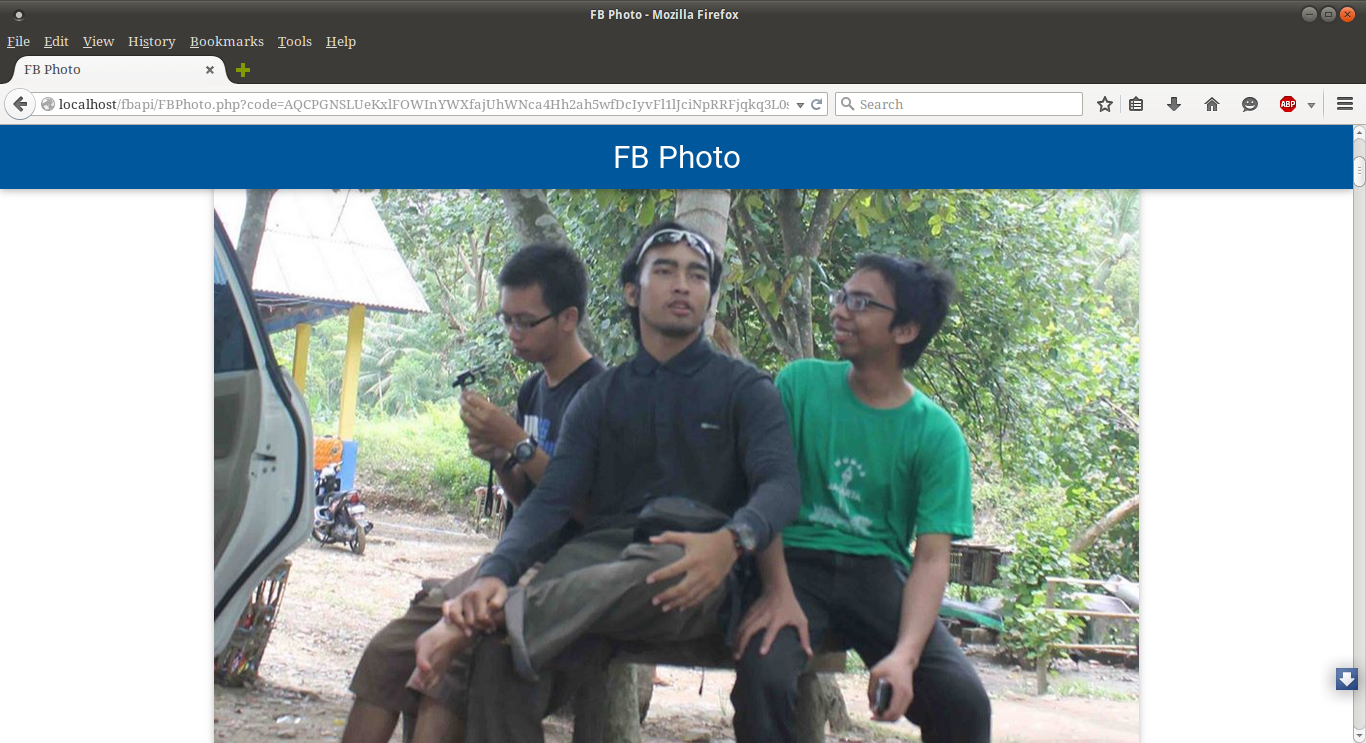 FB Photo - Mozilla Firefox
File Edit View History Bookmarks Tools Help
FB Photo
localhost/fbapi/FBPhoto.php?code=AQCPGNSLUeKxlFOWInYWXfajUhWNca4Hh2ah5wfDcIyvFl1lJciNpRRFjqkq3L0s
Search
ABP
FB Photo